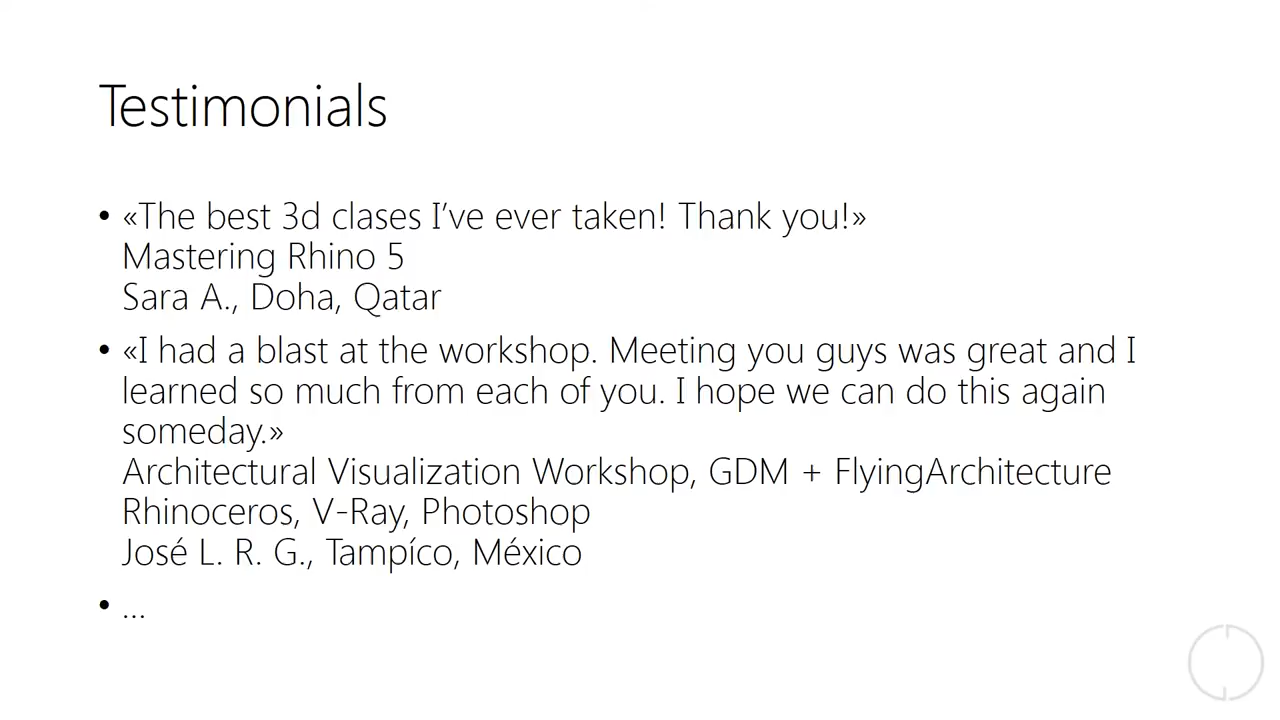 Testimonials
• «The best 3d clases I’ve ever taken! Thank you!»
Mastering Rhino 5
Sara A., Doha, Qatar
• «I had a blast at the workshop. Meeting you guys was great and I
learned so much from each of you. I hope we can do this again
someday.»
Architectural Visualization Workshop, GDM + FlyingArchitecture
Rhinoceros, V-Ray, Photoshop
José L. R. G., Tampíco, México
• ...